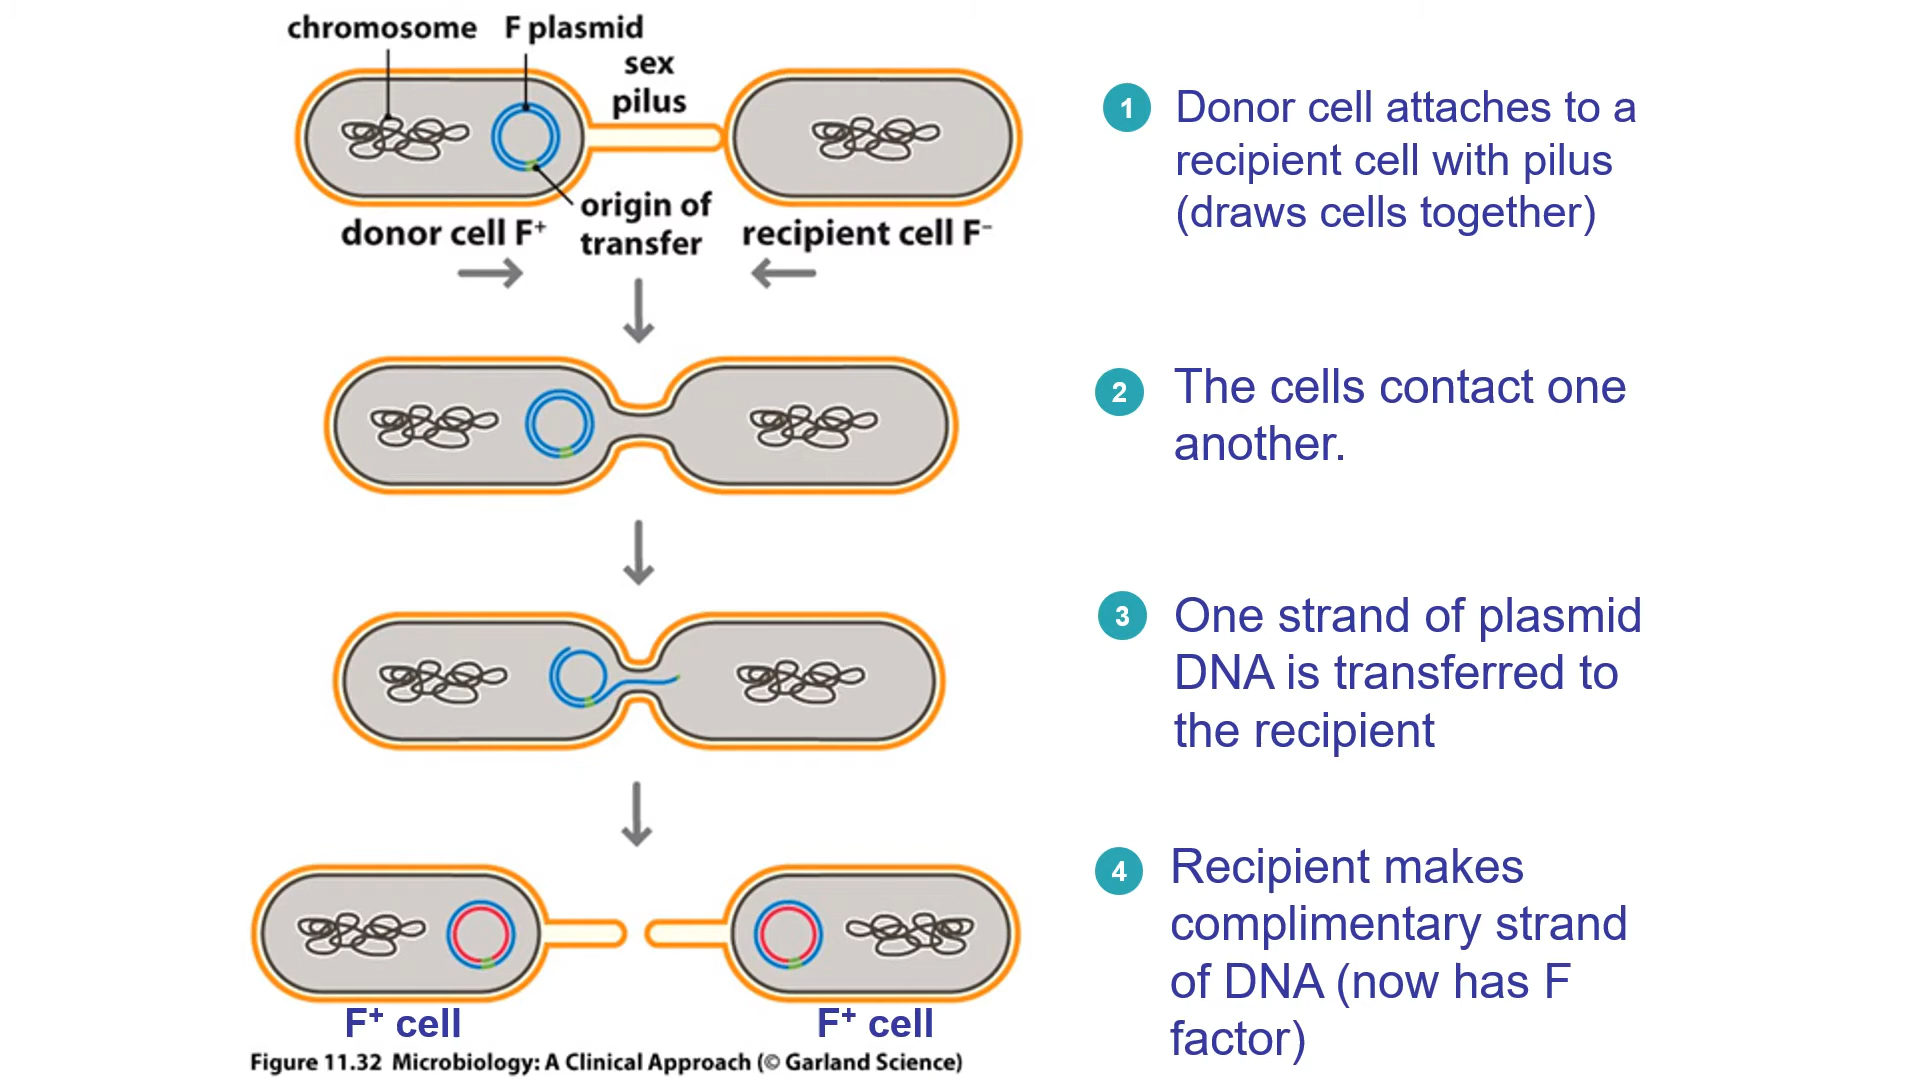 chromosome
F plasmid
sex
pilus
origin of
transfer
donor cell F⁺
recipient cell F⁻
1
Donor cell attaches to a
recipient cell with pilus
(draws cells together)
2
The cells contact one
another.
3
One strand of plasmid
DNA is transferred to
the recipient
4
Recipient makes
complimentary strand
of DNA (now has F
factor)
F⁺ cell
F⁺ cell
Figure 11.32 Microbiology: A Clinical Approach (© Garland Science)